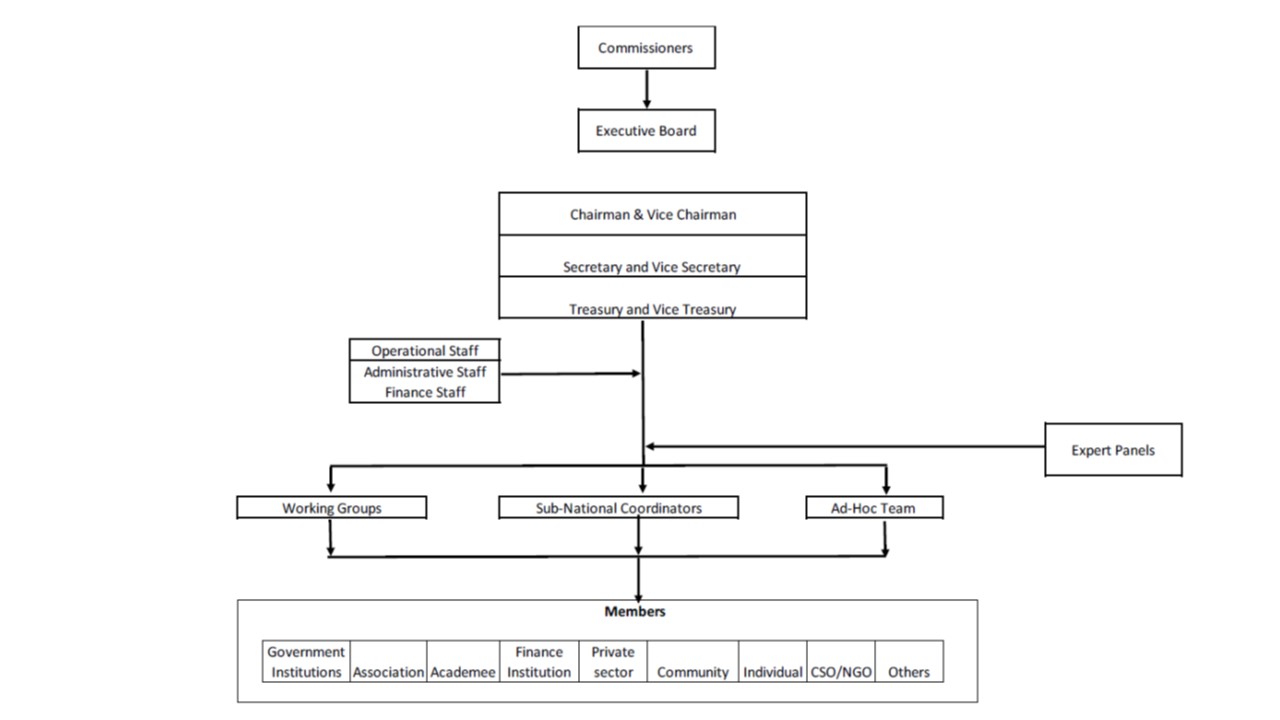 Commissioners
Executive Board
Chairman & Vice Chairman
Secretary and Vice Secretary
Treasury and Vice Treasury
Operational Staff
Administrative Staff
Finance Staff
Expert Panels
Working Groups
Sub-National Coordinators
Ad-Hoc Team
Members
Government
Institutions
Association
Academee
Finance
Institution
Private
sector
Community
Individual
CSO/NGO
Others